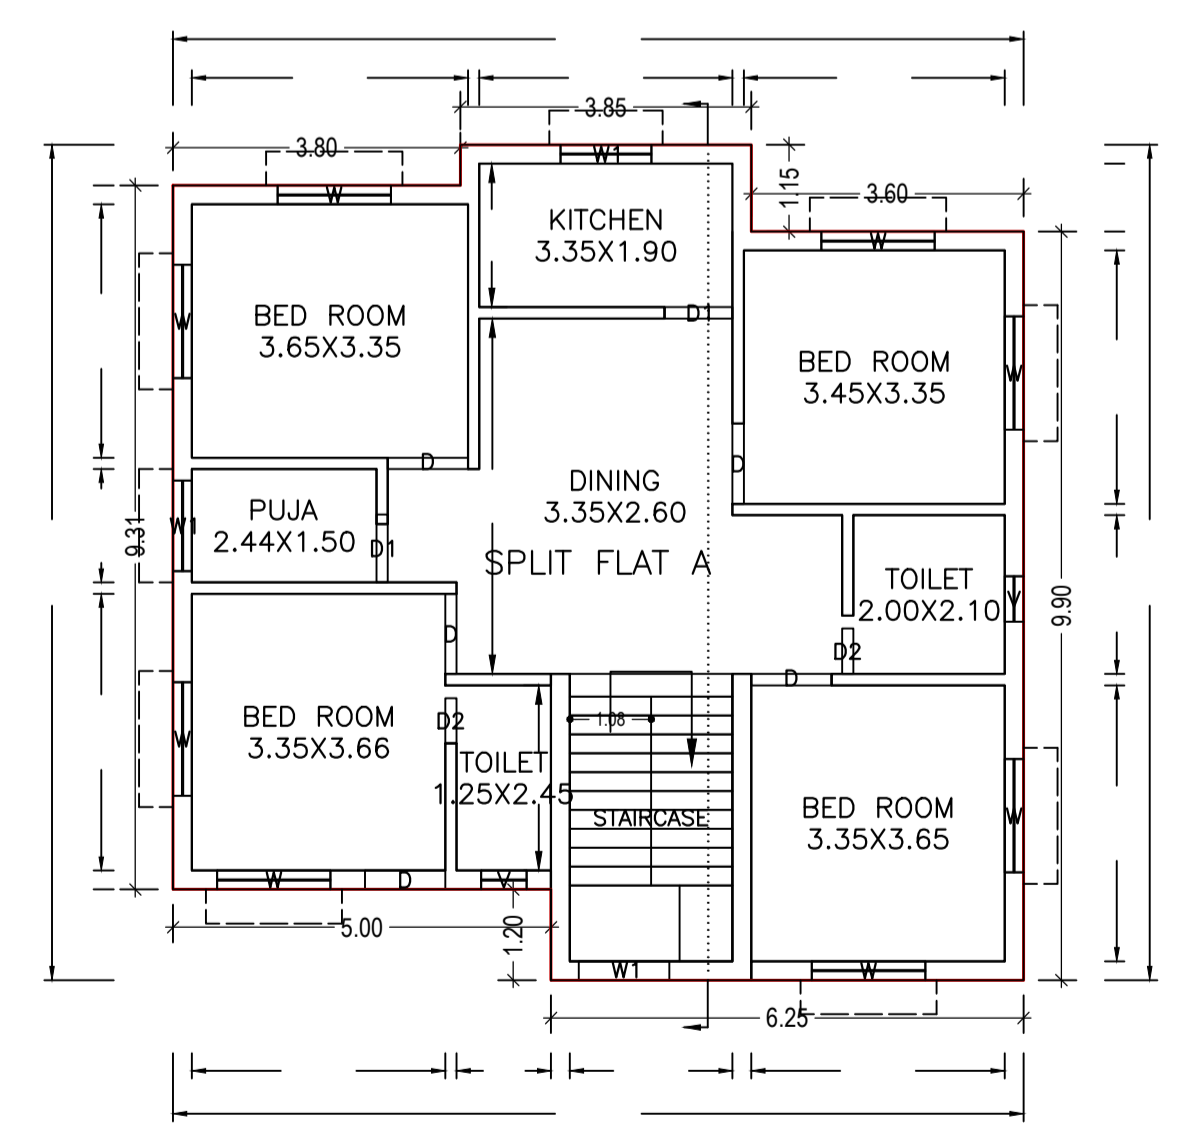 3.85
3.80
W1
1.15
3.60
W
W
KITCHEN
3.35X1.90
D1
BED ROOM
3.65X3.35
W
BED ROOM
3.45X3.35
W
D
D
DINING
3.35X2.60
PUJA
2.44X1.50
W1
9.31
D1
SPLIT FLAT A
TOILET
2.00X2.10
V
9.90
D
D2
D
BED ROOM
3.35X3.66
W
D2
1.08
TOILET
1.25X2.45
STAIRCASE
BED ROOM
3.35X3.65
W
W
D
V
5.00
1.20
W1
W
6.25